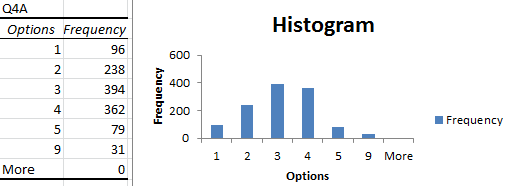 Q4A
Options Frequency
1 96
2 238
3 394
4 362
5 79
9 31
More 0
Histogram
Frequency
600
400
200
0
1 2 3 4 5 9 More
Options
Frequency